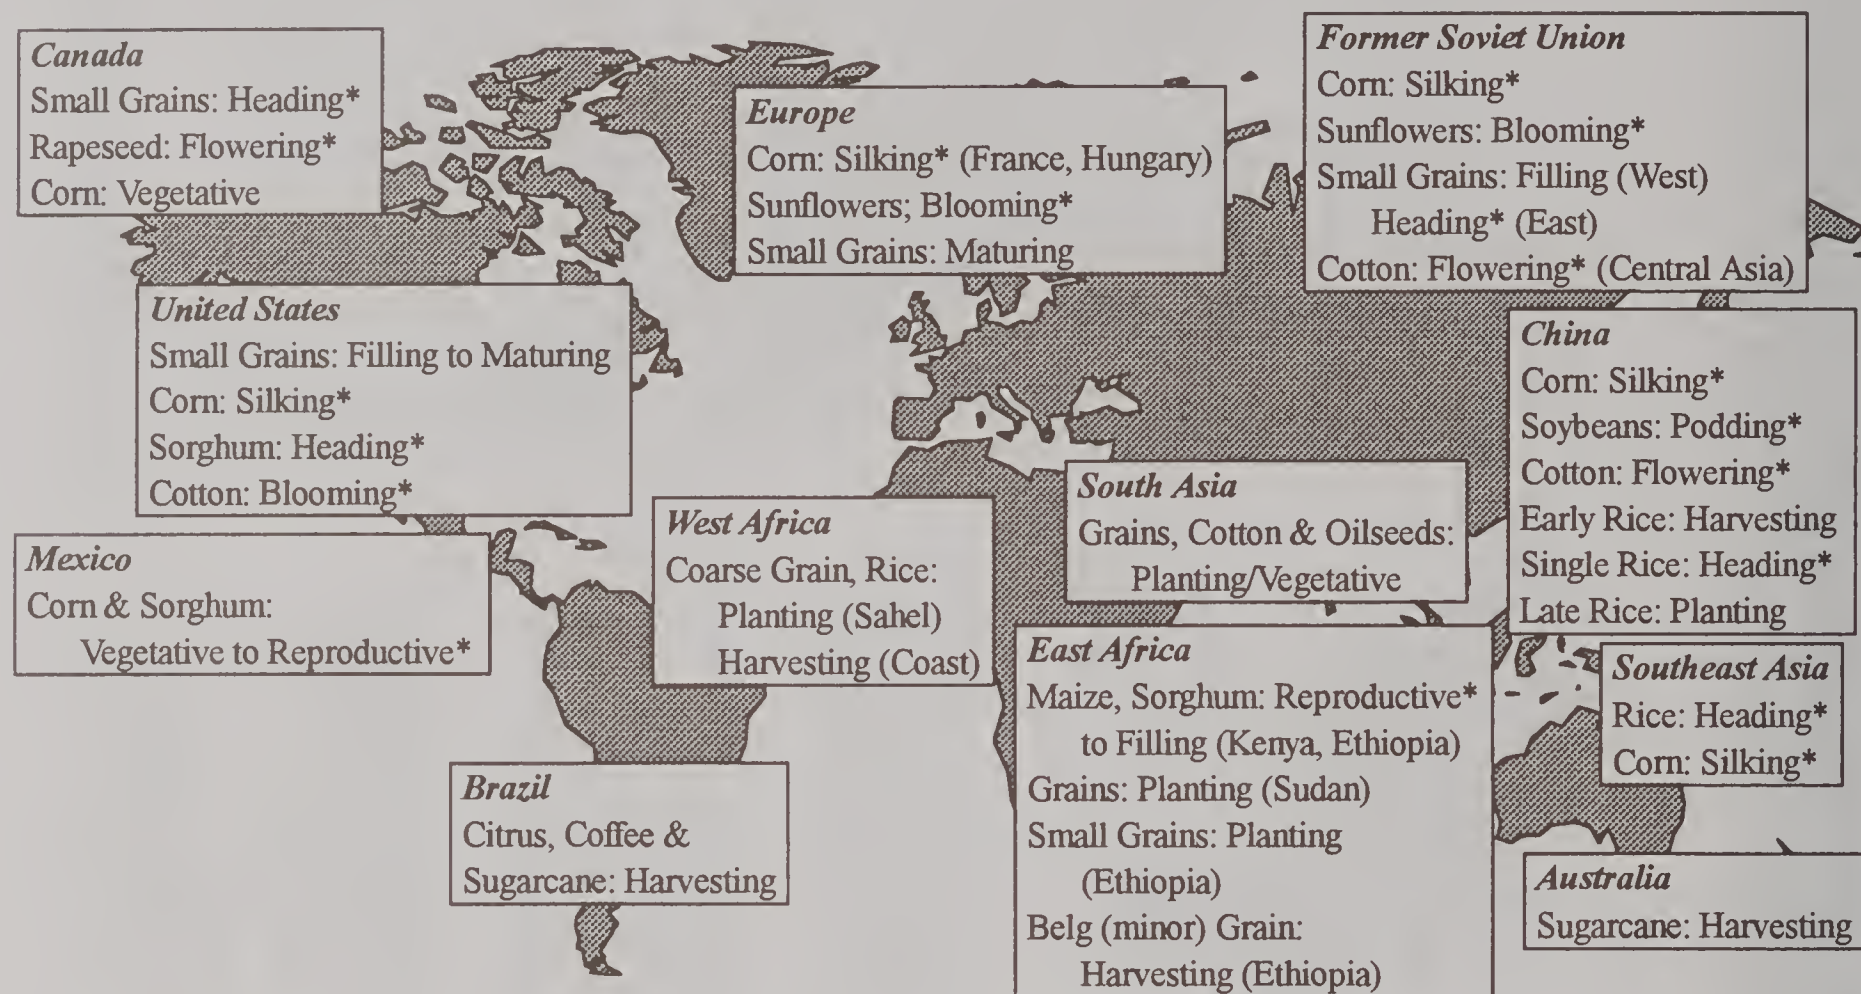 Canada
Small Grains: Heading*
Rapeseed: Flowering*
Corn: Vegetative
United States
Small Grains: Filling to Maturing
Corn: Silking*
Sorghum: Heading*
Cotton: Blooming*
Mexico
Corn & Sorghum:
Vegetative to Reproductive*
Brazil
Citrus, Coffee &
Sugarcane: Harvesting
Europe
Corn: Silking* (France, Hungary)
Sunflowers; Blooming*
Small Grains: Maturing
West Africa
Coarse Grain, Rice:
Planting (Sahel)
Harvesting (Coast)
Former Soviet Union
Corn: Silking*
Sunflowers: Blooming*
Small Grains: Filling (West)
Heading* (East)
Cotton: Flowering* (Central Asia)
South Asia
Grains, Cotton & Oilseeds:
Planting/Vegetative
East Africa
Maize, Sorghum: Reproductive*
to Filling (Kenya, Ethiopia)
Grains: Planting (Sudan)
Small Grains: Planting
(Ethiopia)
Belg (minor) Grain:
Harvesting (Ethiopia)
China
Corn: Silking*
Soybeans: Podding*
Cotton: Flowering*
Early Rice: Harvesting
Single Rice: Heading*
Late Rice: Planting
Southeast Asia
Rice: Heading*
Corn: Silking*
Australia
Sugarcane: Harvesting